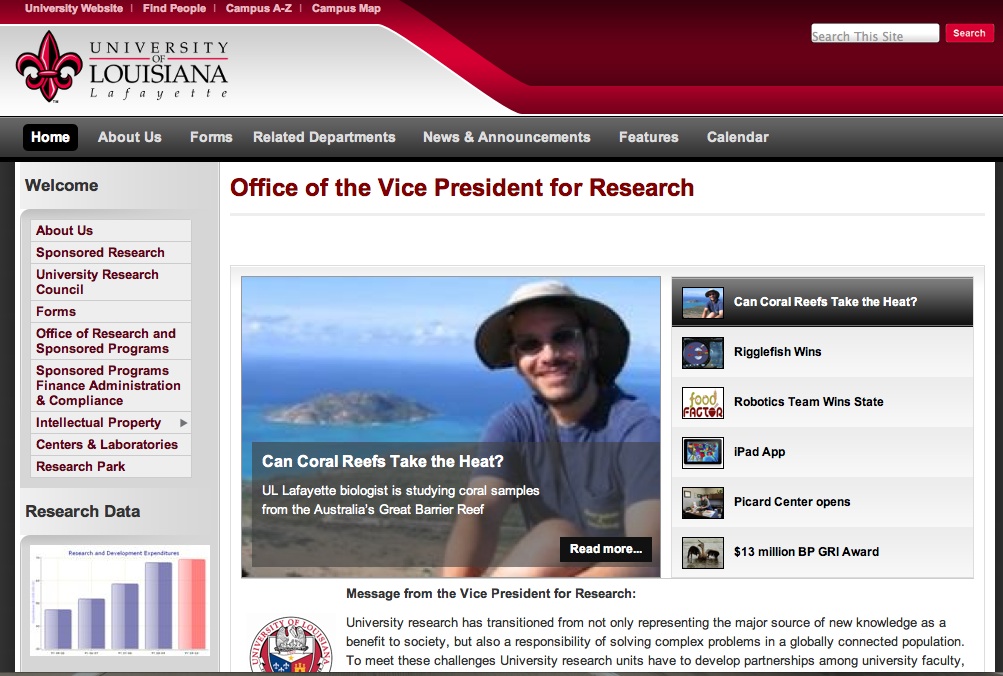 University Website | Find People | Campus A-Z | Campus Map
Search This Site
Search
UNIVERSITY
OF
LOUISIANA
Lafayette
Home
About Us
Forms
Related Departments
News & Announcements
Features
Calendar
Welcome
About Us
Sponsored Research
University Research
Council
Forms
Office of Research and
Sponsored Programs
Sponsored Programs
Finance Administration
& Compliance
Intellectual Property
Centers & Laboratories
Research Park
Research Data
Research and Development Expenditures
Office of the Vice President for Research
Can Coral Reefs Take the Heat?
UL Lafayette biologist is studying coral samples
from the Australia's Great Barrier Reef
Read more...
Can Coral Reefs Take the Heat?
Rigglefish Wins
food
FACTOR
Robotics Team Wins State
iPad App
Picard Center opens
$13 million BP GRI Award
Message from the Vice President for Research:
UNIVERSITY OF LOUISIANA
University research has transitioned from not only representing the major source of new knowledge as a
benefit to society, but also a responsibility of solving complex problems in a globally connected population.
To meet these challenges University research units have to develop partnerships among university faculty,